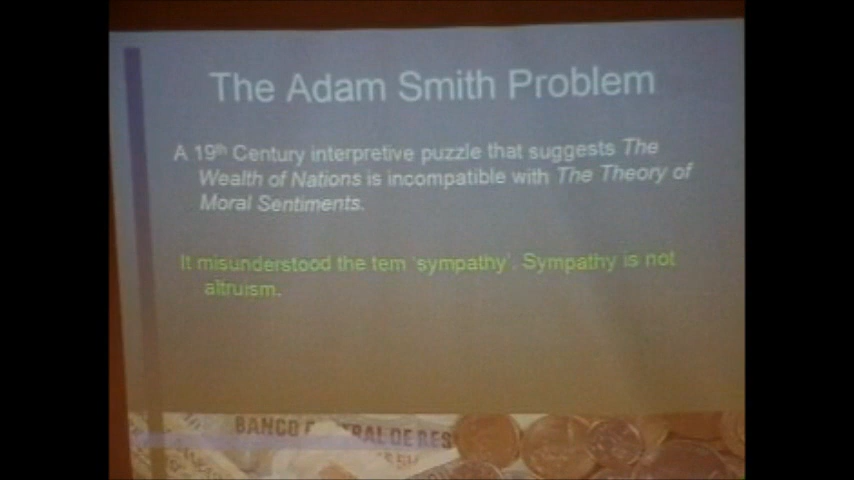 The Adam Smith Problem
A 19th Century interpretive puzzle that suggests The
Wealth of Nations is incompatible with The Theory of
Moral Sentiments.
It misunderstood the tem 'sympathy'. Sympathy is not
altruism.
BANCO RAL DE RES